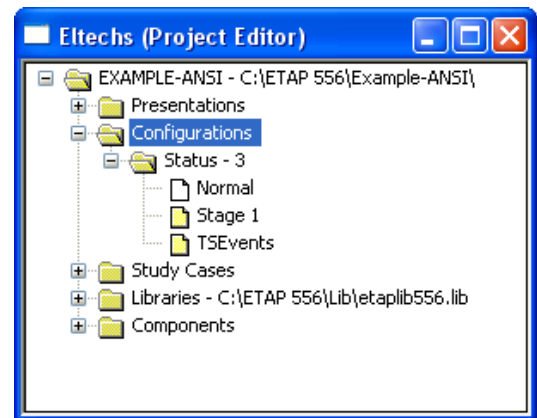 Eltechs (Project Editor)
EXAMPLE-ANSI - C:\ETAP 556\Example-ANSI\
Presentations
Configurations
Status - 3
Normal
Stage 1
TSEvents
Study Cases
Libraries - C:\ETAP 556\Lib\etaplib556.lib
Components